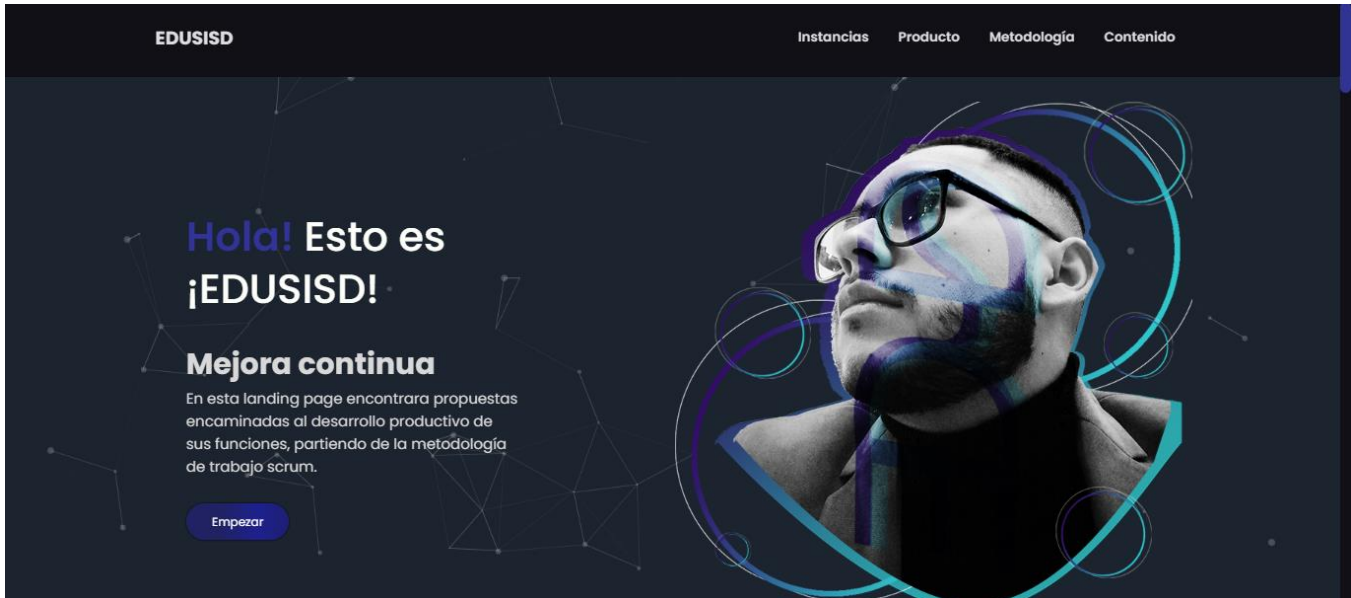 EDUSISD
Instancias Producto Metodología Contenido
Hola! Esto es
¡EDUSISD!
Mejora continua
En esta landing page encontrara propuestas
encaminadas al desarrollo productivo de
sus funciones, partiendo de la metodología
de trabajo scrum.
Empezar